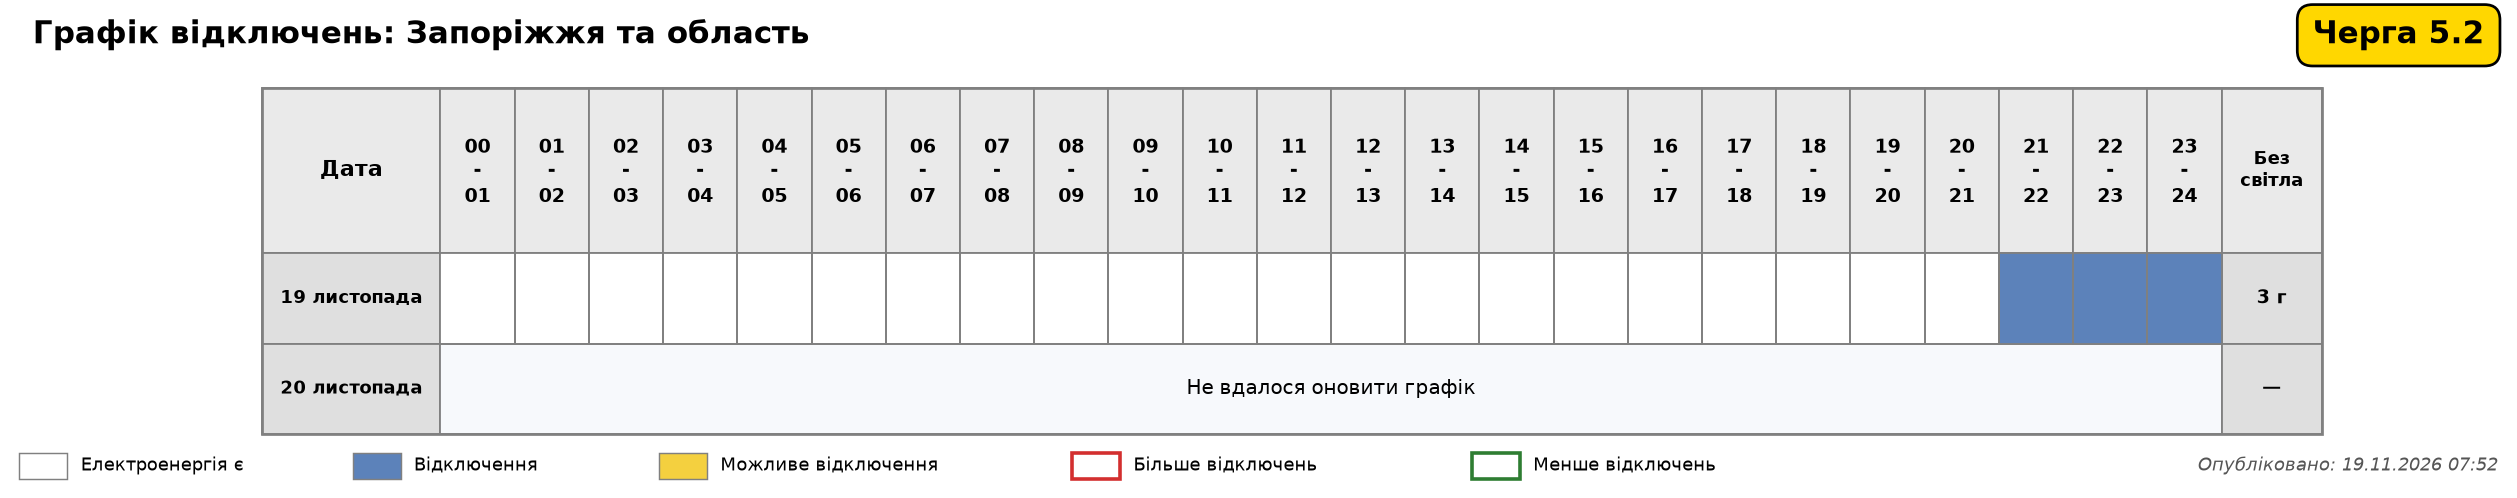 Графік відключень: Запоріжжя та область
Черга 5.2
Дата
00 - 01
01 - 02
02 - 03
03 - 04
04 - 05
05 - 06
06 - 07
07 - 08
08 - 09
09 - 10
10 - 11
11 - 12
12 - 13
13 - 14
14 - 15
15 - 16
16 - 17
17 - 18
18 - 19
19 - 20
20 - 21
21 - 22
22 - 23
23 - 24
Без
світла
19 листопада
3 г
20 листопада
Не вдалося оновити графік
—
Електроенергія є
Відключення
Можливе відключення
Більше відключень
Менше відключень
Опубліковано: 19.11.2026 07:52